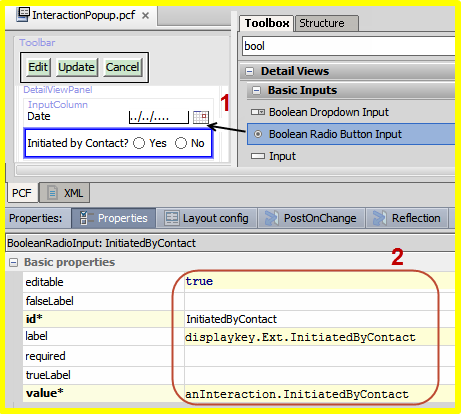 InteractionPopup.pcf
Toolbox
Structure
Toolbar
bool
Edit
Update
Cancel
Detail Views
DetailViewPanel
Basic Inputs
InputColumn
1
Date
../../....
Boolean Dropdown Input
Boolean Radio Button Input
Initiated by Contact?
Yes
No
Input
PCF
XML
Properties:
Properties
Layout config
PostOnChange
Reflection
BooleanRadioInput: InitiatedByContact
2
Basic properties
editable
true
falseLabel
id*
InitiatedByContact
label
displaykey.Ext.InitiatedByContact
required
trueLabel
value*
anInteraction.InitiatedByContact